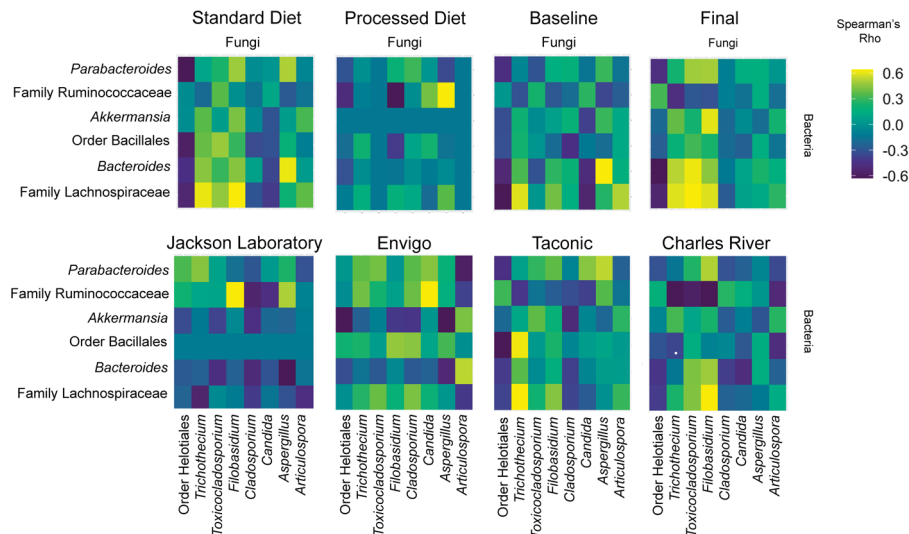 Standard Diet Processed Diet Baseline Final
Fungi Fungi Fungi Fungi
Spearman's
Rho
Parabacteroides
Family Ruminococcaceae
Akkermansia
Order Bacillales
Bacteroides
Family Lachnospiraceae
Bacteria
0.6
0.3
0.0
-0.3
-0.6
Jackson Laboratory Envigo Taconic Charles River
Parabacteroides
Family Ruminococcaceae
Akkermansia
Order Bacillales
Bacteroides
Family Lachnospiraceae
Bacteria
Order Helotiales
Trichothecium
Toxicocladosporium
Filobasidium
Cladosporium
Candida
Aspergillus
Articulospora
Order Helotiales
Trichothecium
Toxicocladosporium
Filobasidium
Cladosporium
Candida
Aspergillus
Articulospora
Order Helotiales
Trichothecium
Toxicocladosporium
Filobasidium
Cladosporium
Candida
Aspergillus
Articulospora
Order Helotiales
Trichothecium
Toxicocladosporium
Filobasidium
Cladosporium
Candida
Aspergillus
Articulospora